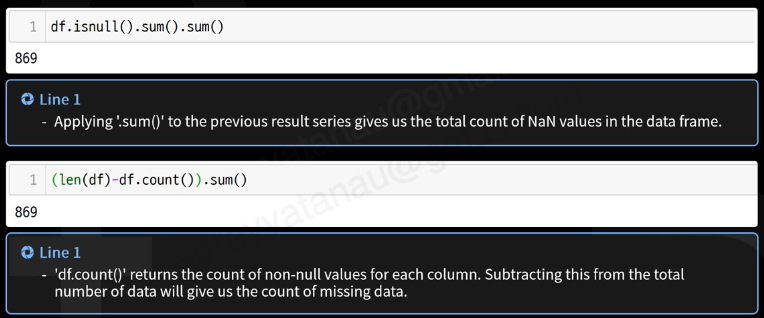 1 df.isnull().sum().sum()
869
Line 1
- Applying '.sum()' to the previous result series gives us the total count of NaN values in the data frame.
1 (len(df)-df.count()).sum()
869
Line 1
- 'df.count()' returns the count of non-null values for each column. Subtracting this from the total
number of data will give us the count of missing data.